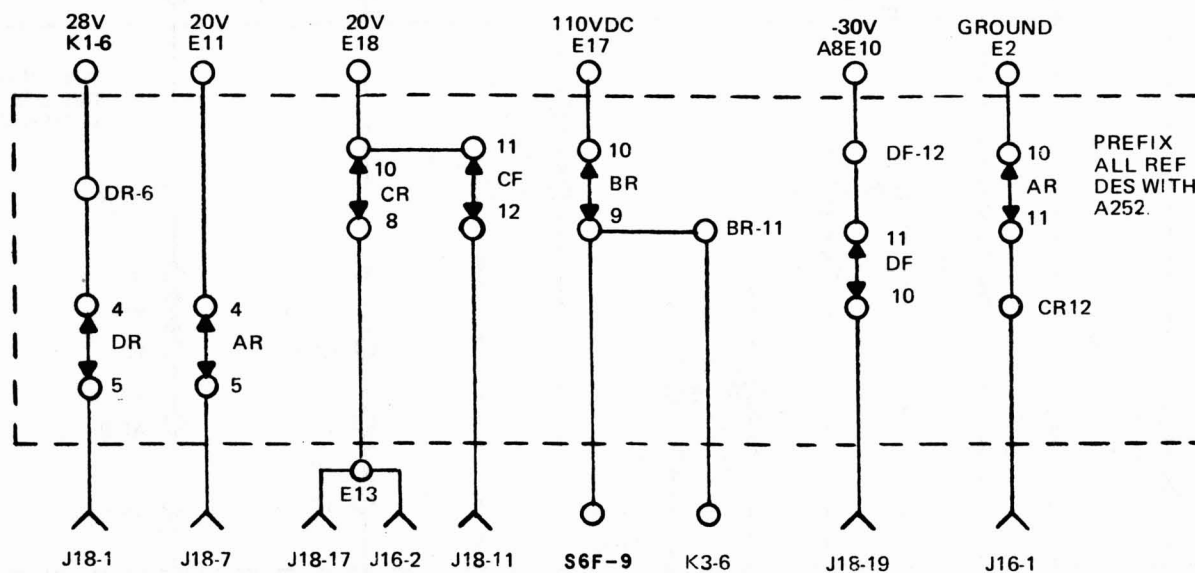 28V
K1-6
20V
E11
20V
E18
110VDC
E17
-30V
A8E10
GROUND
E2
10
11
CR
CF
8
12
10
BR
9
BR-11
DF-12
11
DF
10
10
AR
11
CR12
PREFIX
ALL REF
DES WITH
A252.
DR-6
4
DR
5
4
AR
5
E13
J18-1
J18-7
J18-17
J16-2
J18-11
S6F-9
K3-6
J18-19
J16-1